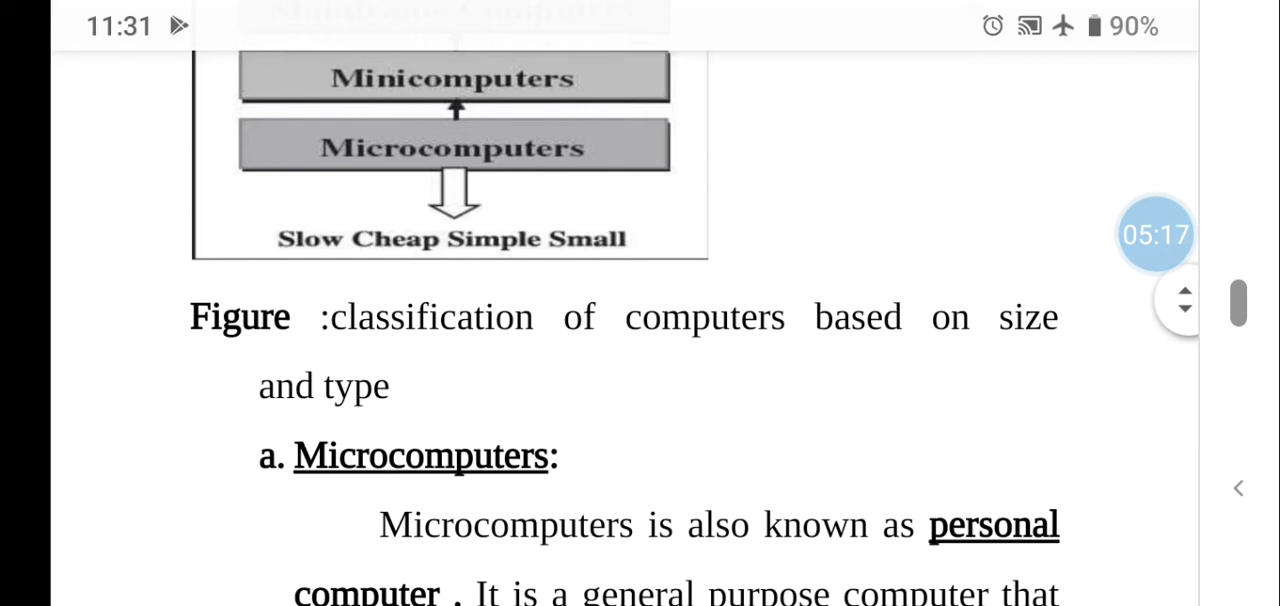 11:31 90%
Minicomputers
Microcomputers
Slow Cheap Simple Small
05:17
Figure :classification of computers based on size
and type
a. Microcomputers:
Microcomputers is also known as personal
computer . It is a general purpose computer that